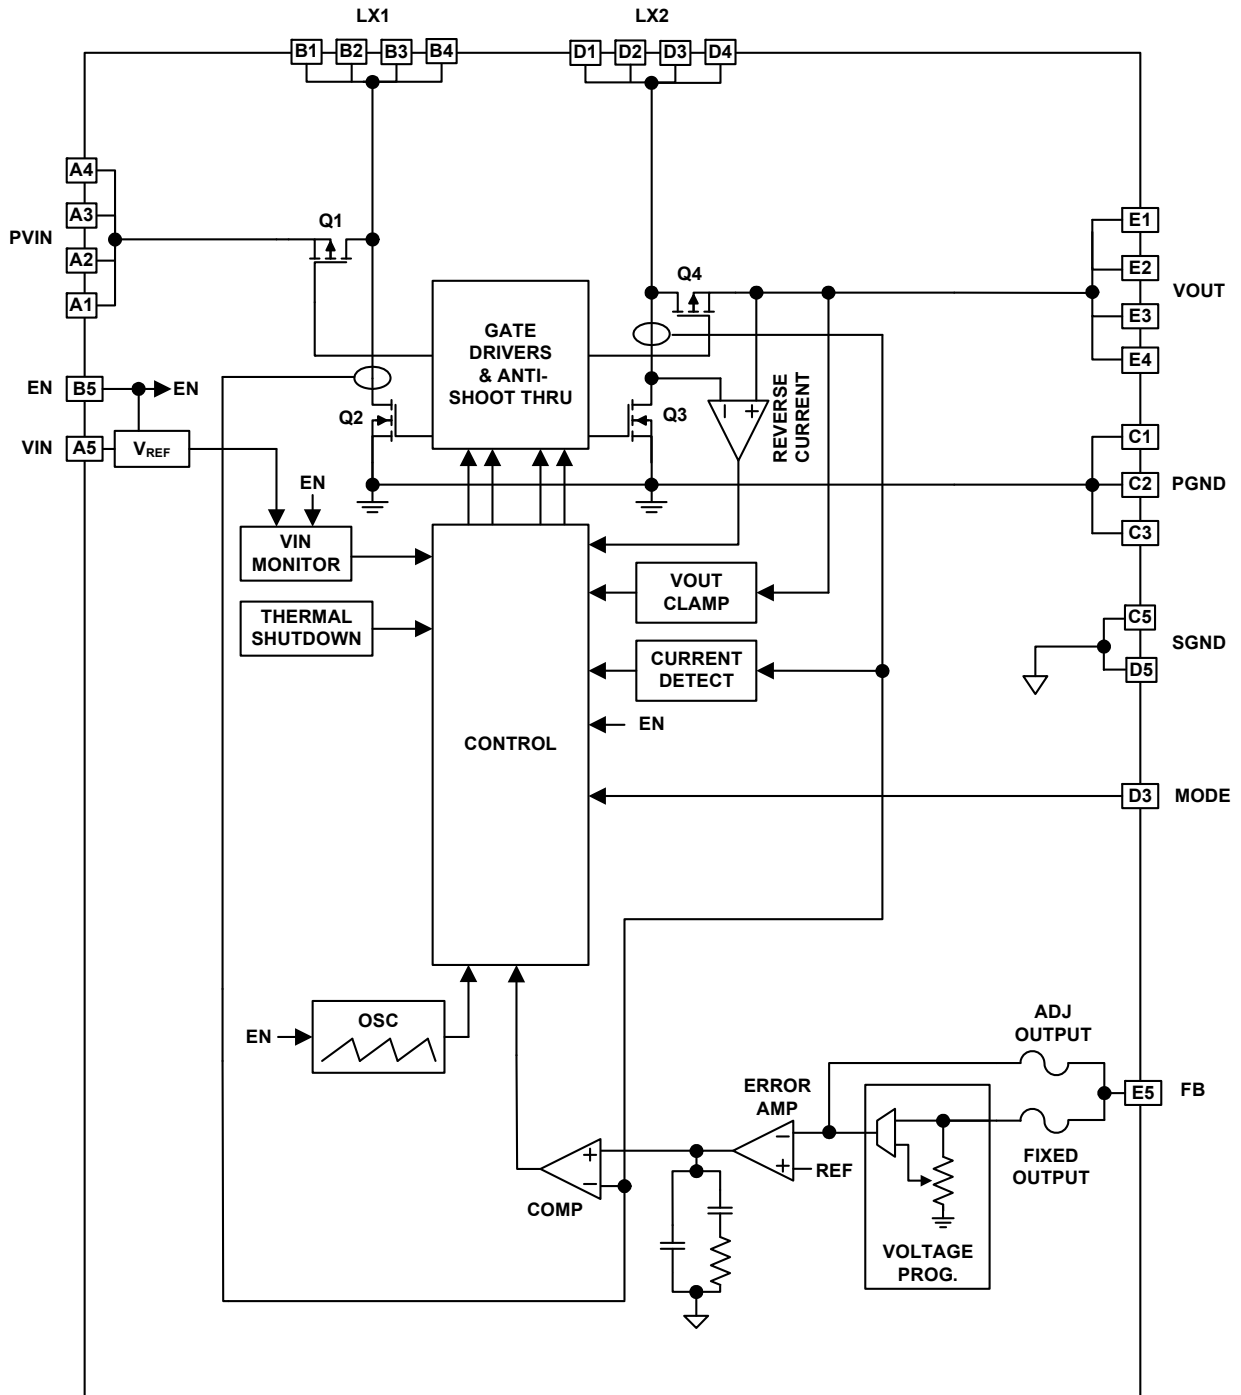 LX1
LX2
B1 B2 B3 B4
D1 D2 D3 D4
A4
A3
PVIN
A2
A1
Q1
Q4
E1
E2
VOUT
E3
E4
GATE
DRIVERS
& ANTI-
SHOOT THRU
EN
B5
EN
VIN
A5
VREF
Q2
Q3
REVERSE
CURRENT
C1
C2
PGND
C3
EN
VIN
MONITOR
THERMAL
SHUTDOWN
VOUT
CLAMP
CURRENT
DETECT
EN
CONTROL
C5
SGND
D5
D3
MODE
EN
OSC
ADJ
OUTPUT
ERROR
AMP
E5
FB
REF
FIXED
OUTPUT
COMP
VOLTAGE
PROG.